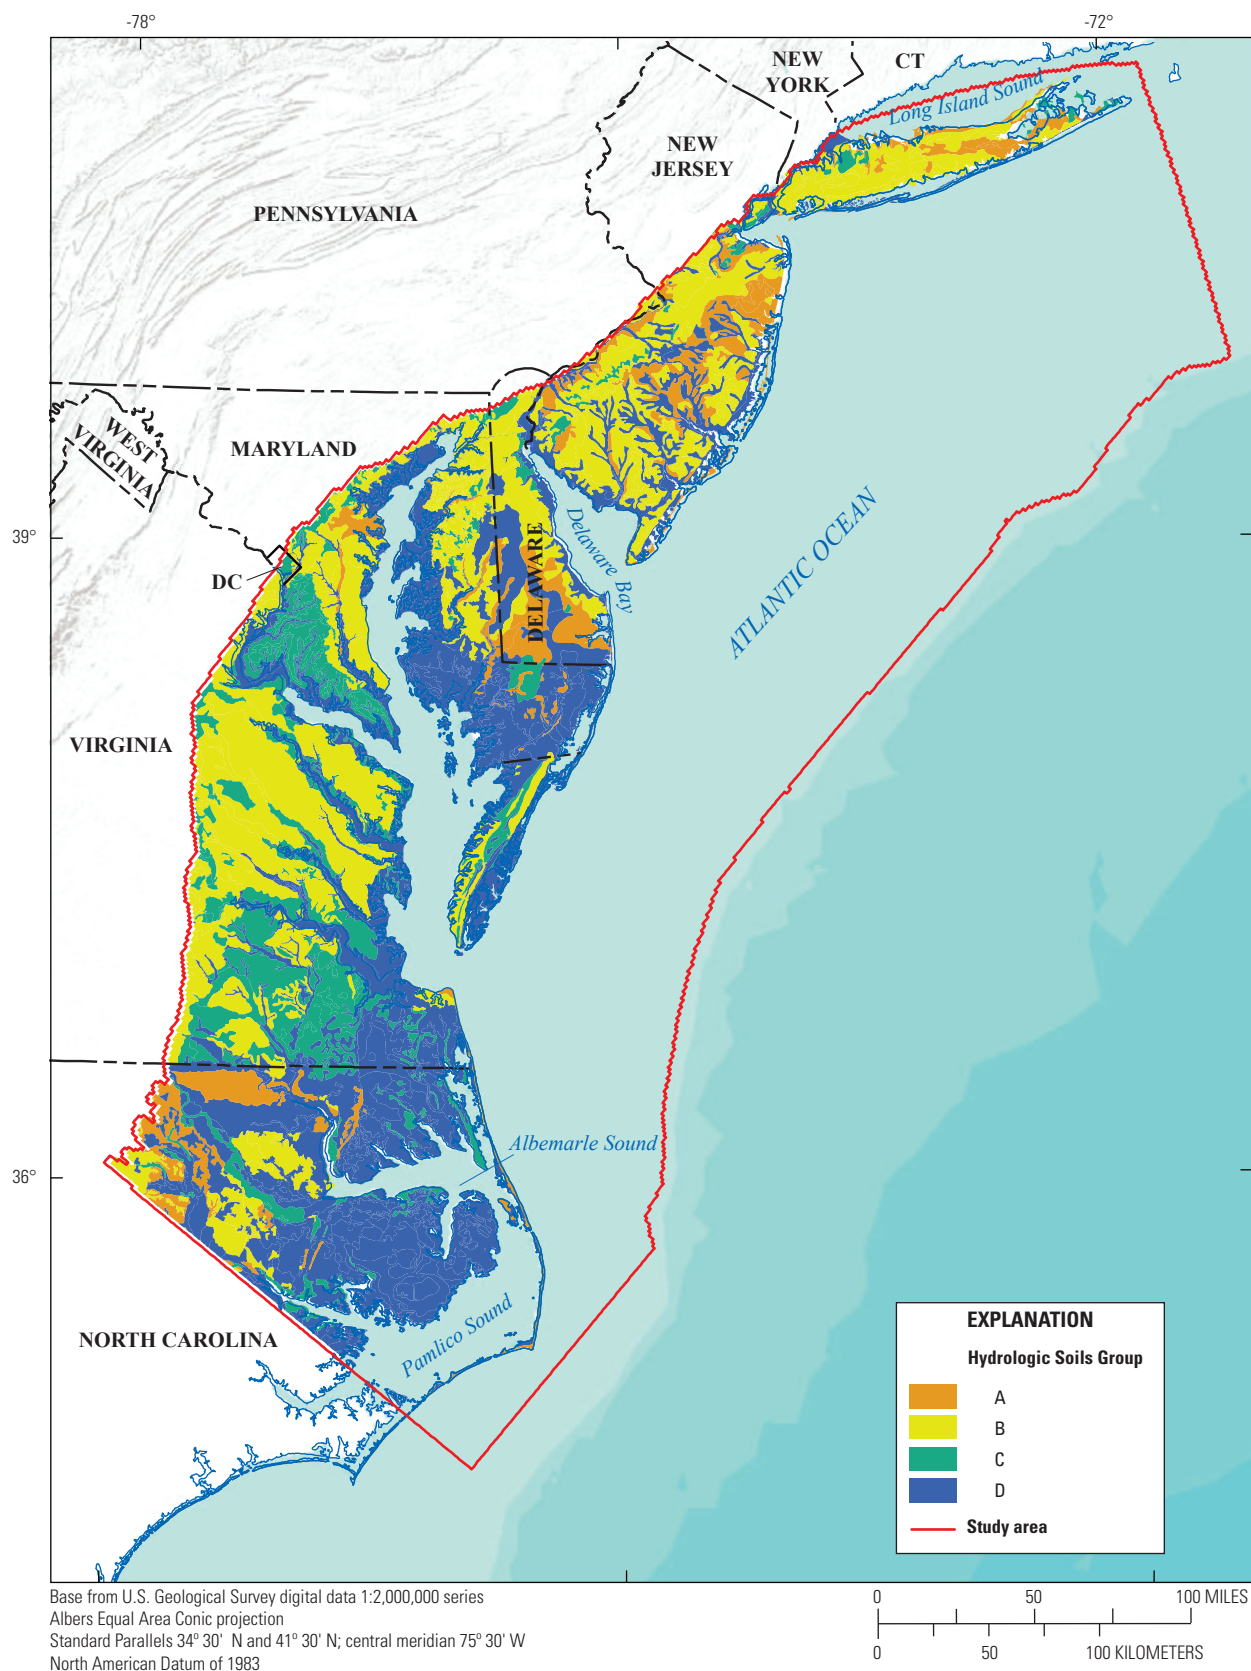 -78°
-72°
NEW
YORK
CT
Long Island Sound
NEW
JERSEY
PENNSYLVANIA
WEST
VIRGINIA
MARYLAND
39°
DC
DELAWARE
Delaware Bay
ATLANTIC OCEAN
VIRGINIA
Albemarle Sound
36°
NORTH CAROLINA
Pamlico Sound
EXPLANATION
Hydrologic Soils Group
A
B
C
D
Study area
Base from U.S. Geological Survey digital data 1:2,000,000 series
Albers Equal Area Conic projection
Standard Parallels 34° 30' N and 41° 30' N; central meridian 75° 30' W
North American Datum of 1983
0 50 100 MILES
0 50 100 KILOMETERS